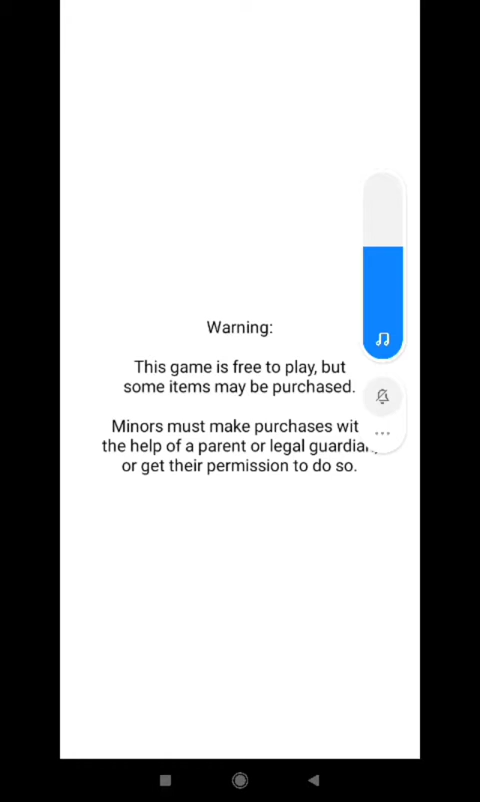 Warning:
This game is free to play, but
some items may be purchased.
Minors must make purchases wit
the help of a parent or legal guardian,
or get their permission to do so.